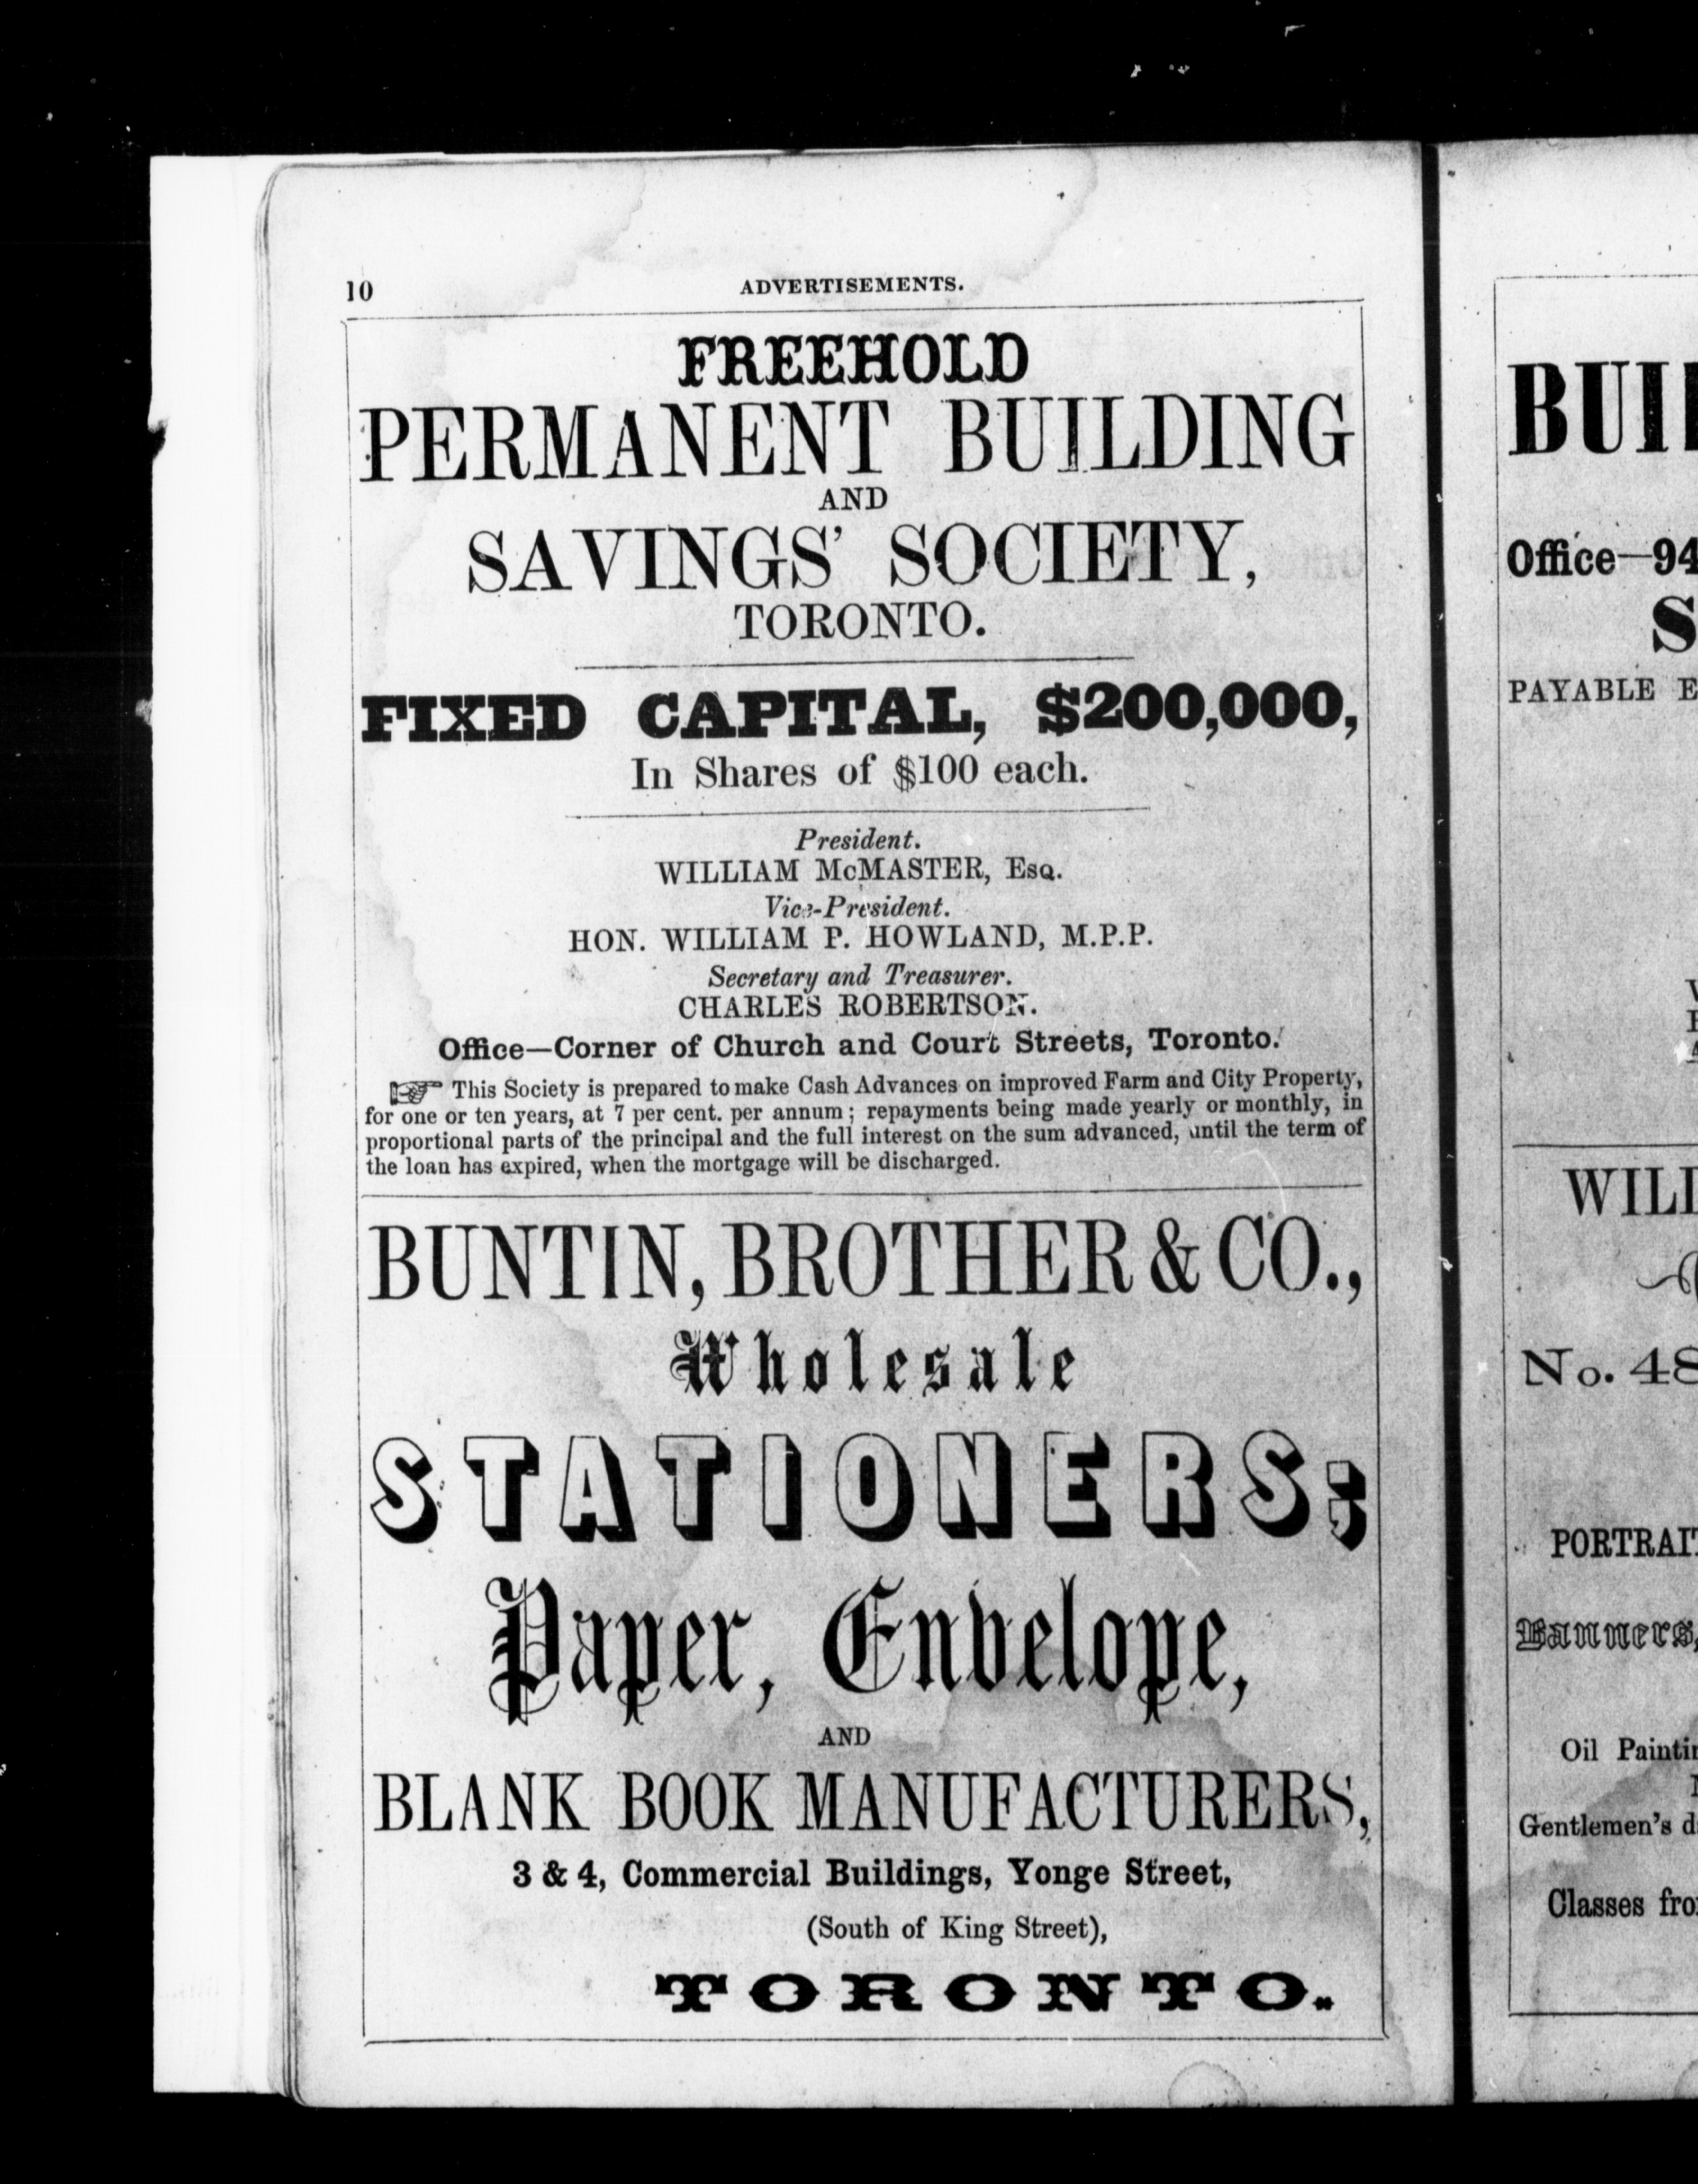 10
ADVERTISEMENTS.
FREEHOLD
PERMANENT BUILDING
AND
SAVINGS' SOCIETY,
TORONTO.
FIXED CAPITAL, $200,000,
In Shares of $100 each.
President.
WILLIAM McMASTER, Esq.
Vice-President.
HON. WILLIAM P. HOWLAND, M.P.P.
Secretary and Treasurer.
CHARLES ROBERTSON.
Office—Corner of Church and Court Streets, Toronto.
☞ This Society is prepared to make Cash Advances on improved Farm and City Property,
for one or ten years, at 7 per cent. per annum; repayments being made yearly or monthly, in
proportional parts of the principal and the full interest on the sum advanced, until the term of
the loan has expired, when the mortgage will be discharged.
BUNTIN, BROTHER & CO.,
Wholesale
STATIONERS;
Paper, Envelope,
AND
BLANK BOOK MANUFACTURERS,
3 & 4, Commercial Buildings, Yonge Street,
(South of King Street),
TORONTO.
BUI
Office—94
S
PAYABLE E
WILL
No. 48
PORTRAIT
Banners,
Oil Paintin
Gentlemen's d
Classes fro